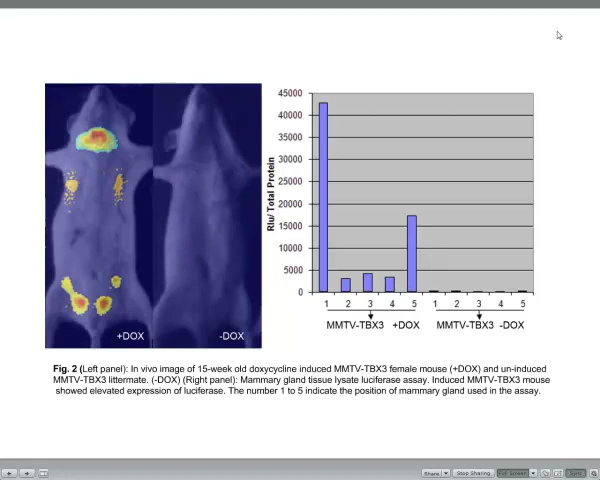 +DOX
-DOX
Rlu/ Total Protein
45000
40000
35000
30000
25000
20000
15000
10000
5000
0
1 2 3 4 5 1 2 3 4 5
MMTV-TBX3 +DOX MMTV-TBX3 -DOX
Fig. 2 (Left panel): In vivo image of 15-week old doxycycline induced MMTV-TBX3 female mouse (+DOX) and un-induced
MMTV-TBX3 littermate. (-DOX) (Right panel): Mammary gland tissue lysate luciferase assay. Induced MMTV-TBX3 mouse
showed elevated expression of luciferase. The number 1 to 5 indicate the position of mammary gland used in the assay.
Share Stop Sharing Full Screen Sync